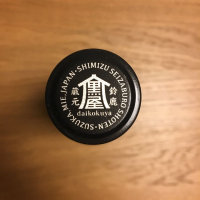 SHIMIZU SEIZABURO SHOTEN・SUZUKA MIE, JAPAN・
鈴鹿
蔵元
daikokuya